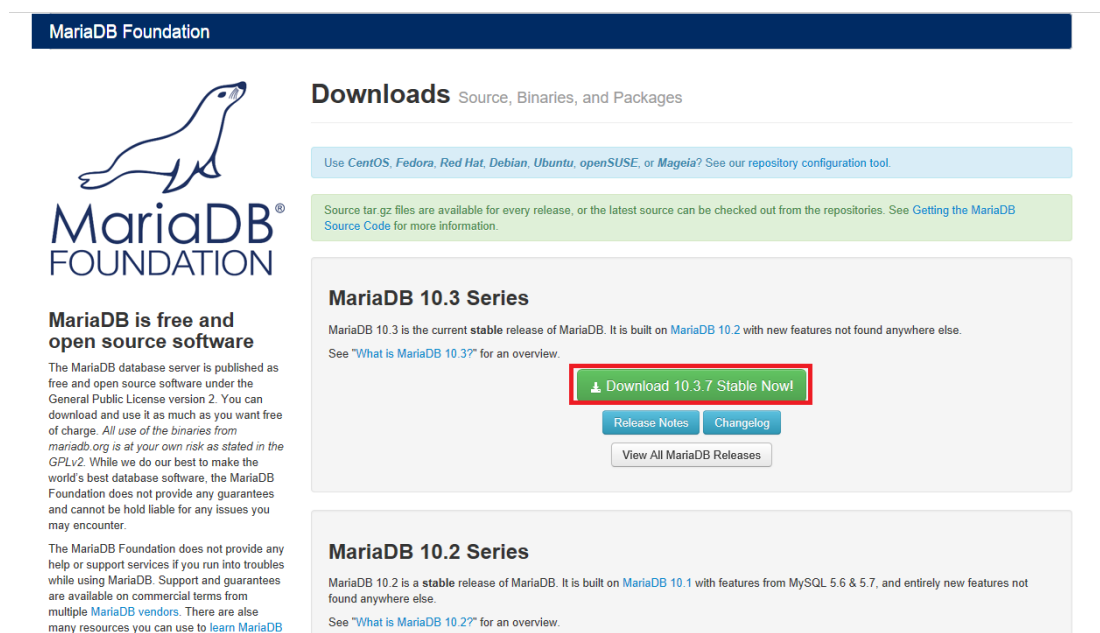 MariaDB Foundation
MariaDB®
FOUNDATION
MariaDB is free and
open source software
The MariaDB database server is published as
free and open source software under the
General Public License version 2. You can
download and use it as much as you want free
of charge. All use of the binaries from
mariadb.org is at your own risk as stated in the
GPLv2. While we do our best to make the
world's best database software, the MariaDB
Foundation does not provide any guarantees
and cannot be hold liable for any issues you
may encounter.
The MariaDB Foundation does not provide any
help or support services if you run into troubles
while using MariaDB. Support and guarantees
are available on commercial terms from
multiple MariaDB vendors. There are alse
many resources you can use to learn MariaDB
Downloads Source, Binaries, and Packages
Use CentOS, Fedora, Red Hat, Debian, Ubuntu, openSUSE, or Mageia? See our repository configuration tool.
Source tar.gz files are available for every release, or the latest source can be checked out from the repositories. See Getting the MariaDB
Source Code for more information.
MariaDB 10.3 Series
MariaDB 10.3 is the current stable release of MariaDB. It is built on MariaDB 10.2 with new features not found anywhere else.
See "What is MariaDB 10.3?" for an overview.
Download 10.3.7 Stable Now!
Release Notes Changelog
View All MariaDB Releases
MariaDB 10.2 Series
MariaDB 10.2 is a stable release of MariaDB. It is built on MariaDB 10.1 with features from MySQL 5.6 & 5.7, and entirely new features not
found anywhere else.
See "What is MariaDB 10.2?" for an overview.